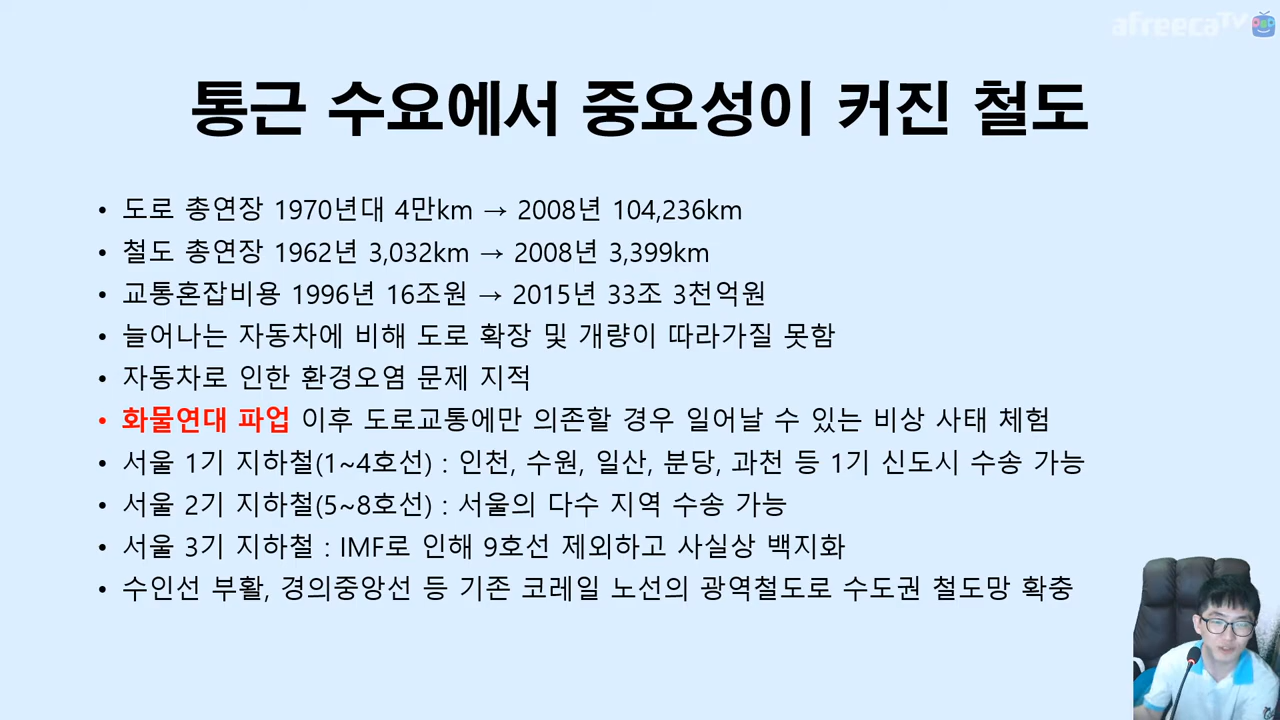 afreecaTV
통근 수요에서 중요성이 커진 철도
• 도로 총연장 1970년대 4만km → 2008년 104,236km
• 철도 총연장 1962년 3,032km → 2008년 3,399km
• 교통혼잡비용 1996년 16조원 → 2015년 33조 3천억원
• 늘어나는 자동차에 비해 도로 확장 및 개량이 따라가질 못함
• 자동차로 인한 환경오염 문제 지적
• 화물연대 파업 이후 도로교통에만 의존할 경우 일어날 수 있는 비상 사태 체험
• 서울 1기 지하철(1~4호선) : 인천, 수원, 일산, 분당, 과천 등 1기 신도시 수송 가능
• 서울 2기 지하철(5~8호선) : 서울의 다수 지역 수송 가능
• 서울 3기 지하철 : IMF로 인해 9호선 제외하고 사실상 백지화
• 수인선 부활, 경의중앙선 등 기존 코레일 노선의 광역철도로 수도권 철도망 확충